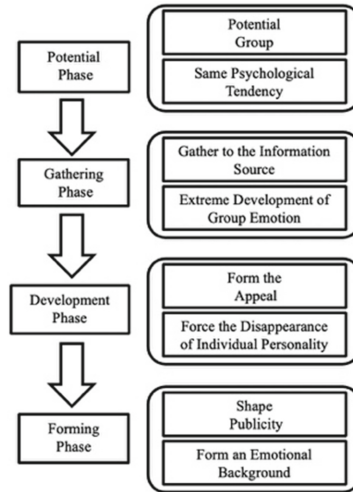 Potential
Phase
Potential
Group
Same Psychological
Tendency
Gathering
Phase
Gather to the Information
Source
Extreme Development of
Group Emotion
Development
Phase
Form the
Appeal
Force the Disappearance
of Individual Personality
Forming
Phase
Shape
Publicity
Form an Emotional
Background